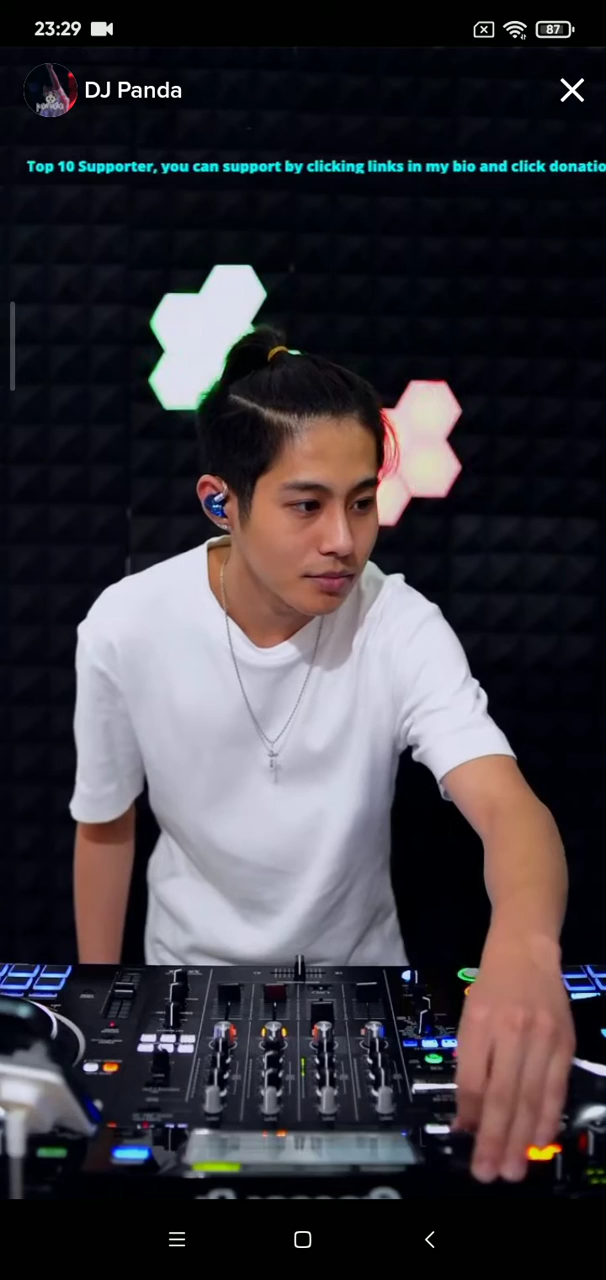 23:29
87
DJ Panda
Top 10 Supporter, you can support by clicking links in my bio and click donatio